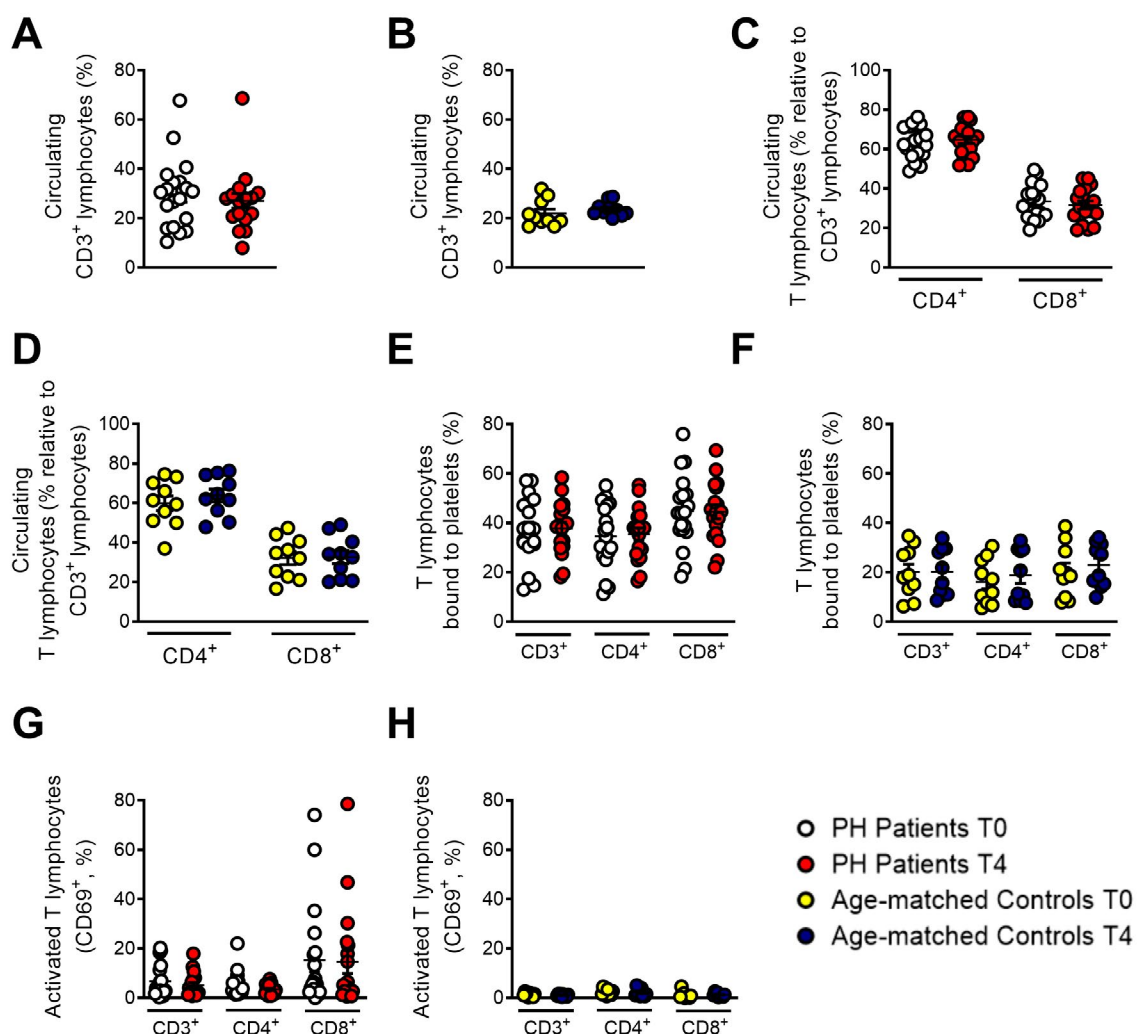 A
Circulating
CD3⁺ lymphocytes (%)
80
60
40
20
0
B
Circulating
CD3⁺ lymphocytes (%)
80
60
40
20
0
C
Circulating
T lymphocytes (% relative to
CD3⁺ lymphocytes)
100
80
60
40
20
0
CD4⁺
CD8⁺
D
Circulating
T lymphocytes (% relative to
CD3⁺ lymphocytes)
100
80
60
40
20
0
CD4⁺
CD8⁺
E
T lymphocytes
bound to platelets (%)
80
60
40
20
0
CD3⁺
CD4⁺
CD8⁺
F
T lymphocytes
bound to platelets (%)
80
60
40
20
0
CD3⁺
CD4⁺
CD8⁺
G
Activated T lymphocytes
(CD69⁺, %)
80
60
40
20
0
CD3⁺
CD4⁺
CD8⁺
H
Activated T lymphocytes
(CD69⁺, %)
80
60
40
20
0
CD3⁺
CD4⁺
CD8⁺
PH Patients T0
PH Patients T4
Age-matched Controls T0
Age-matched Controls T4